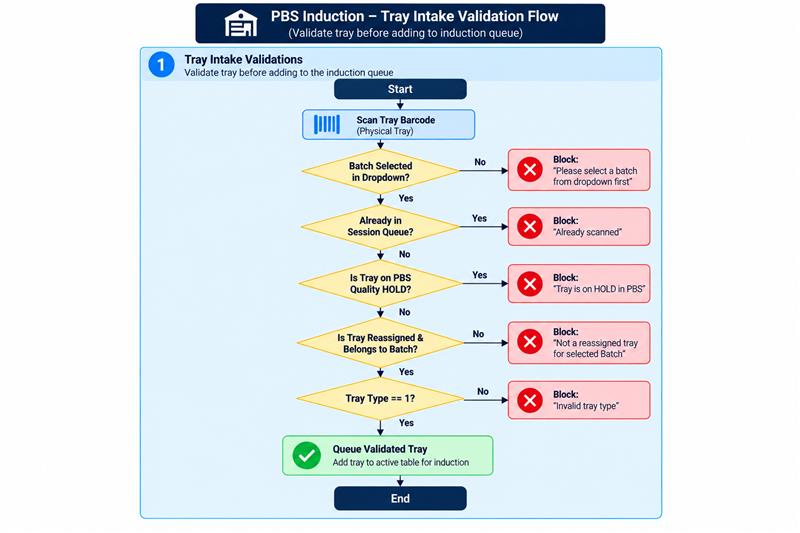 PBS Induction – Tray Intake Validation Flow
(Validate tray before adding to induction queue)
1
Tray Intake Validations
Validate tray before adding to the induction queue
Start
Scan Tray Barcode
(Physical Tray)
Batch Selected
in Dropdown?
No
Block:
"Please select a batch
from dropdown first"
Yes
Already in
Session Queue?
Yes
Block:
"Already scanned"
No
Is Tray on PBS
Quality HOLD?
Yes
Block:
"Tray is on HOLD in PBS"
No
Is Tray Reassigned &
Belongs to Batch?
No
Block:
"Not a reassigned tray
for selected Batch"
Yes
Tray Type == 1?
No
Block:
"Invalid tray type"
Yes
Queue Validated Tray
Add tray to active table for induction
End